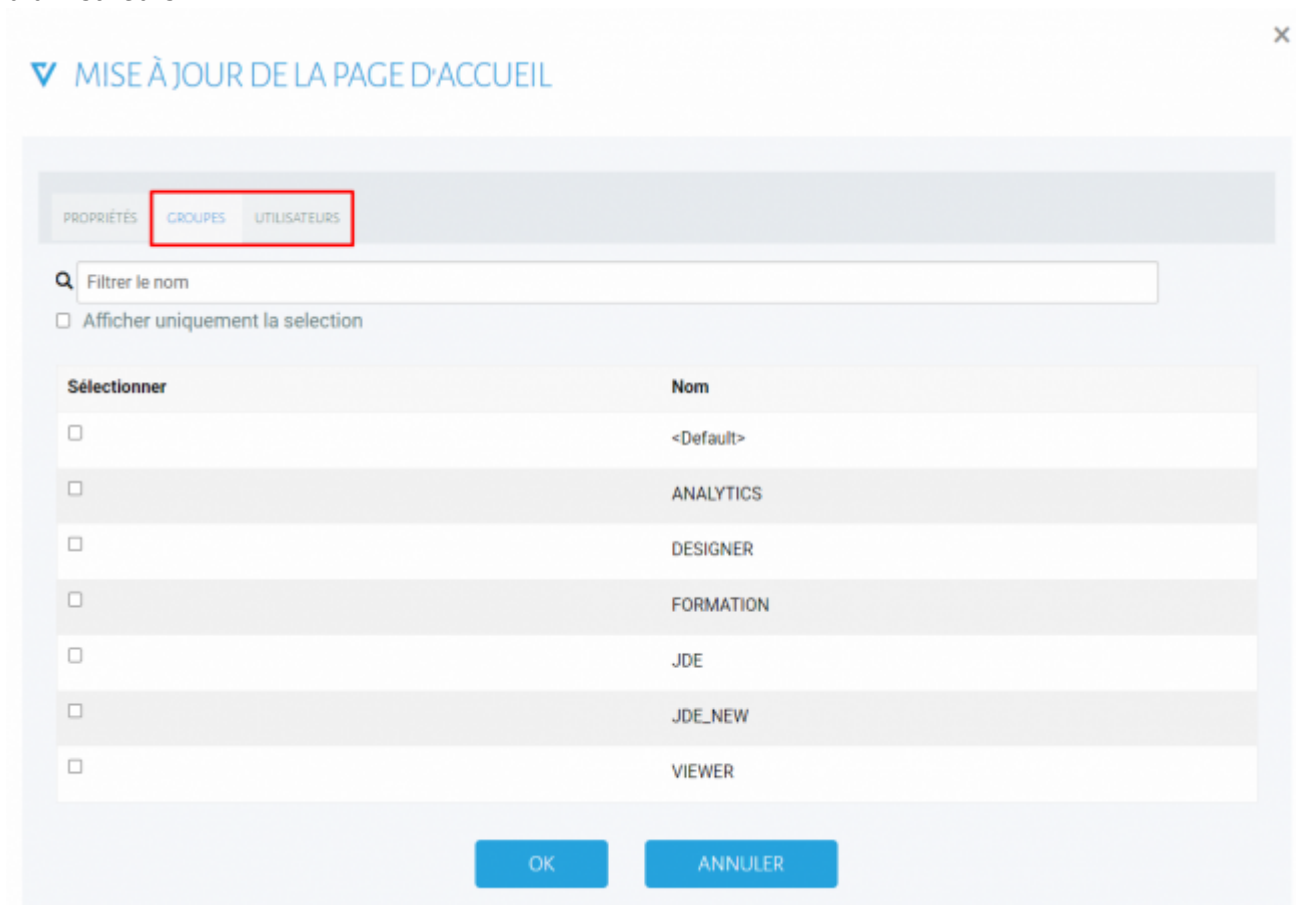 ×
MISE À JOUR DE LA PAGE D'ACCUEIL
PROPRIÉTÉS GROUPES UTILISATEURS
Filtrer le nom
Afficher uniquement la selection
Sélectionner Nom
<Default>
ANALYTICS
DESIGNER
FORMATION
JDE
JDE_NEW
VIEWER
OK ANNULER